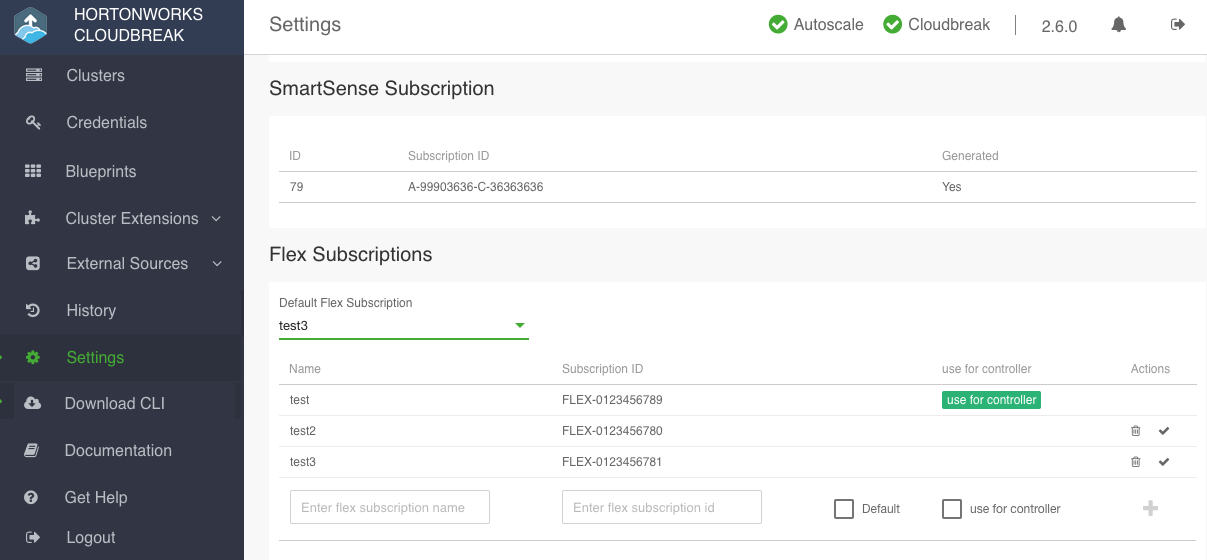 HORTONWORKS
CLOUDBREAK
Clusters
Credentials
Blueprints
Cluster Extensions
External Sources
History
Settings
Download CLI
Documentation
Get Help
Logout
Settings
Autoscale
Cloudbreak
2.6.0
SmartSense Subscription
ID Subscription ID Generated
79 A-99903636-C-36363636 Yes
Flex Subscriptions
Default Flex Subscription
test3
Name Subscription ID use for controller Actions
test FLEX-0123456789 use for controller
test2 FLEX-0123456780
test3 FLEX-0123456781
Enter flex subscription name Enter flex subscription id Default use for controller